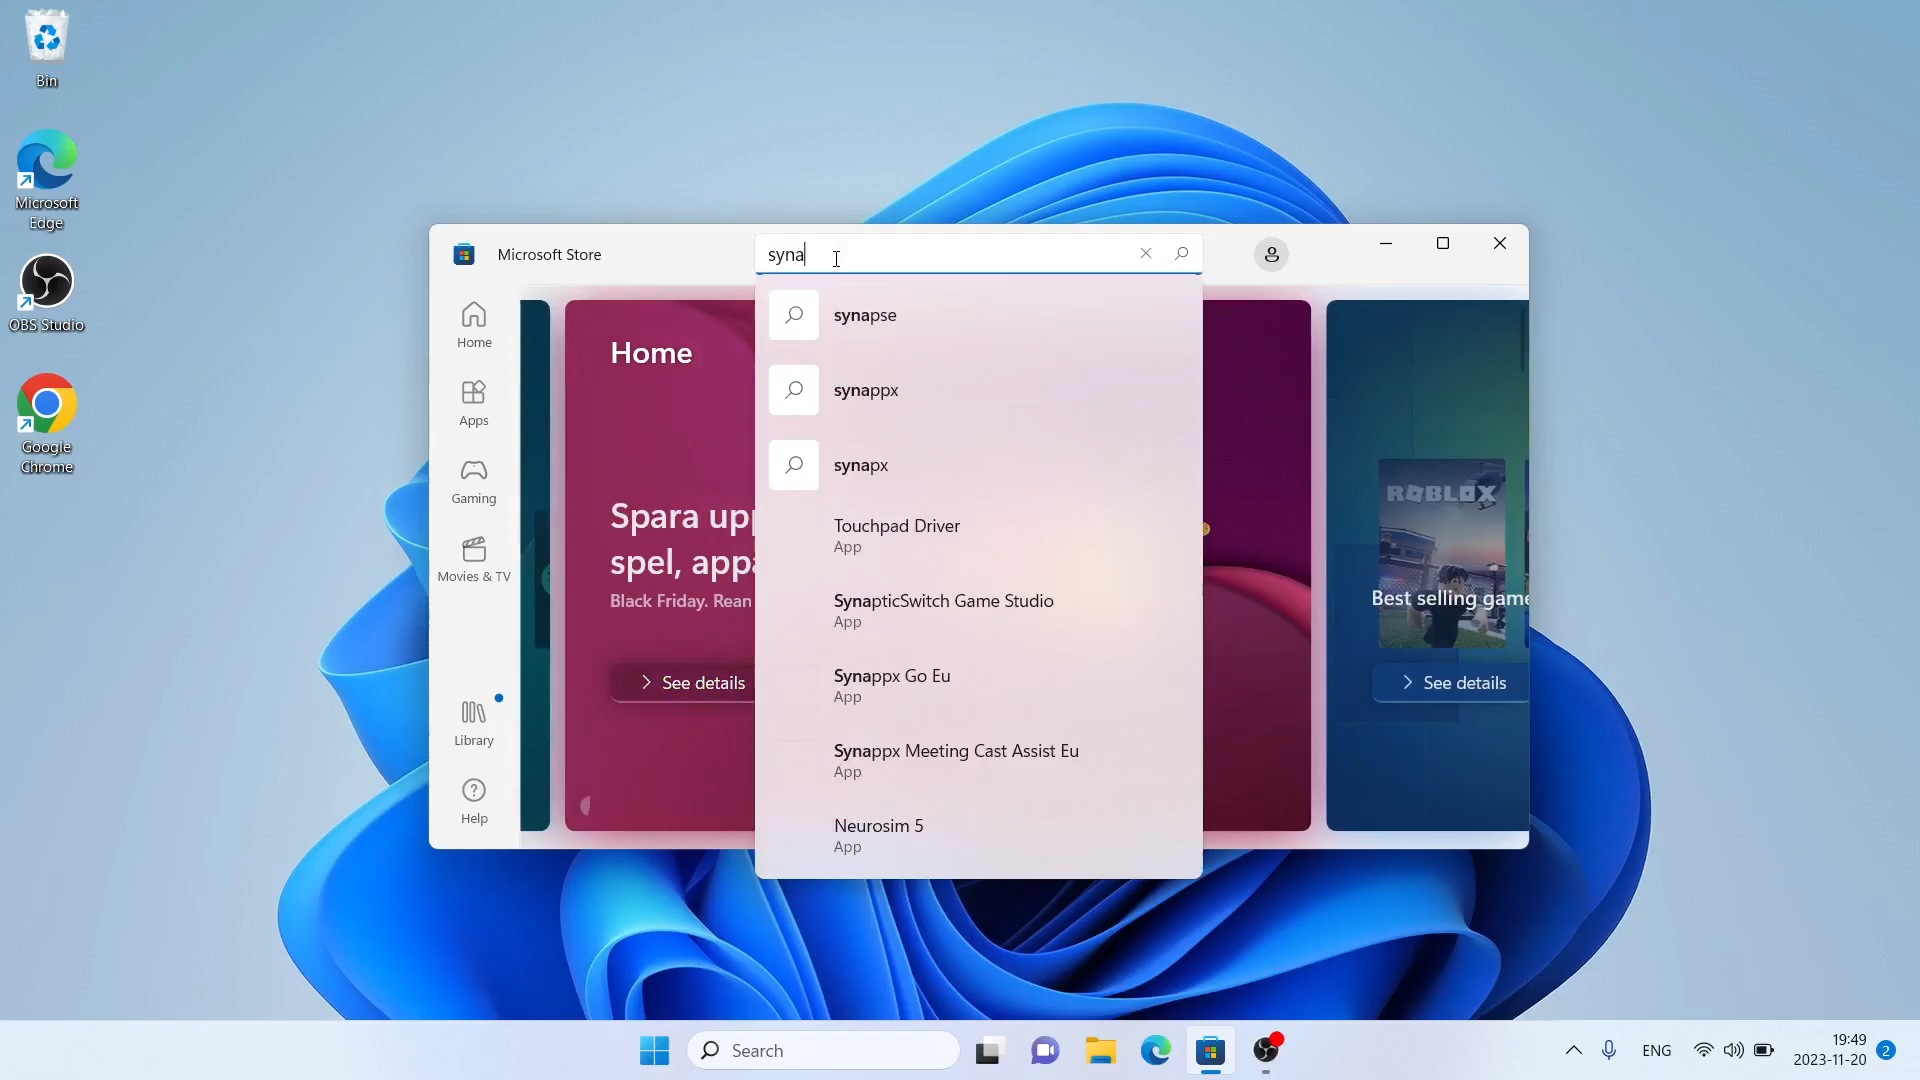 Bin
Microsoft
Edge
OBS Studio
Google
Chrome
Microsoft Store
syna
Home
Apps
Gaming
Movies & TV
Library
Help
Home
Spara upp
spel, appa
Black Friday. Rean
See details
synapse
synappx
synapx
Touchpad Driver
App
SynapticSwitch Game Studio
App
Synappx Go Eu
App
Synappx Meeting Cast Assist Eu
App
Neurosim 5
App
ROBLOX
Best selling game
See details
Search
ENG
19:49
2023-11-20
2